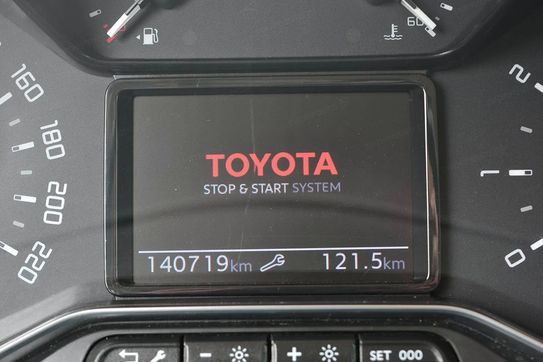 60
160
180
200
220
2
1
0
TOYOTA
STOP & START SYSTEM
140719km 121.5km
- + SET 000